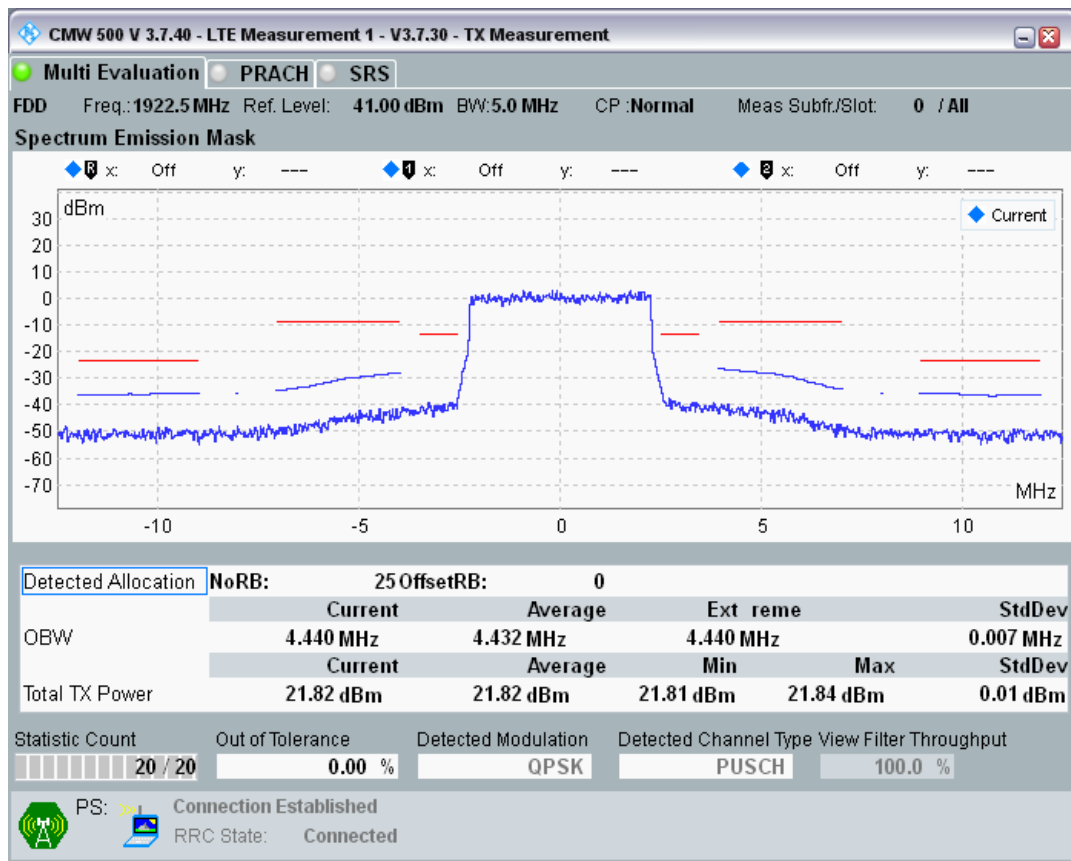 CMW 500 V 3.7.40 - LTE Measurement 1 - V3.7.30 - TX Measurement
Multi Evaluation PRACH SRS
FDD Freq.: 1922.5 MHz Ref. Level: 41.00 dBm BW: 5.0 MHz CP : Normal Meas Subfr./Slot: 0 / All
Spectrum Emission Mask
R x: Off y: --- 1 x: Off y: --- 2 x: Off y: ---
dBm
Current
30
20
10
0
-10
-20
-30
-40
-50
-60
-70
MHz
-10 -5 0 5 10
Detected Allocation NoRB: 25 OffsetRB: 0
Current Average Ext reme StdDev
OBW 4.440 MHz 4.432 MHz 4.440 MHz 0.007 MHz
Current Average Min Max StdDev
Total TX Power 21.82 dBm 21.82 dBm 21.81 dBm 21.84 dBm 0.01 dBm
Statistic Count Out of Tolerance Detected Modulation Detected Channel Type View Filter Throughput
20 / 20 0.00 % QPSK PUSCH 100.0 %
PS: Connection Established
RRC State: Connected